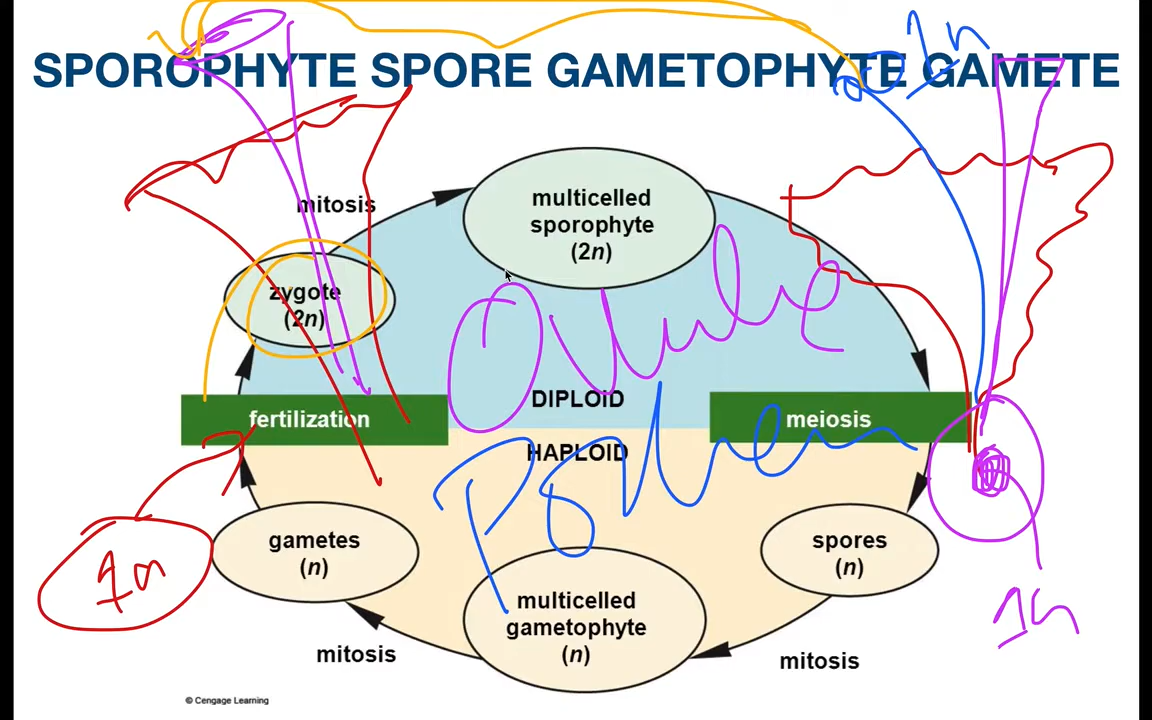 SPOROPHYTE SPORE GAMETOPHYTE GAMETE
1n
mitosis
multicelled
sporophyte
(2n)
zygote
(2n)
Ovule
DIPLOID
fertilization
meiosis
HAPLOID
Pollen
gametes
(n)
spores
(n)
1n
multicelled
gametophyte
(n)
1n
mitosis
mitosis
© Cengage Learning